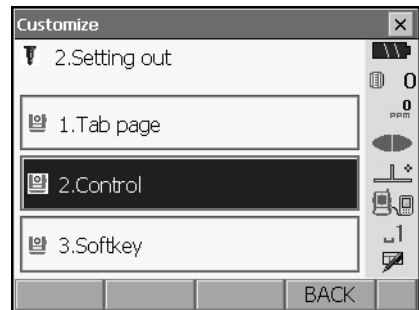 Customize
2.Setting out
0
0
ppm
1.Tab page
2.Control
3.Softkey
1
BACK